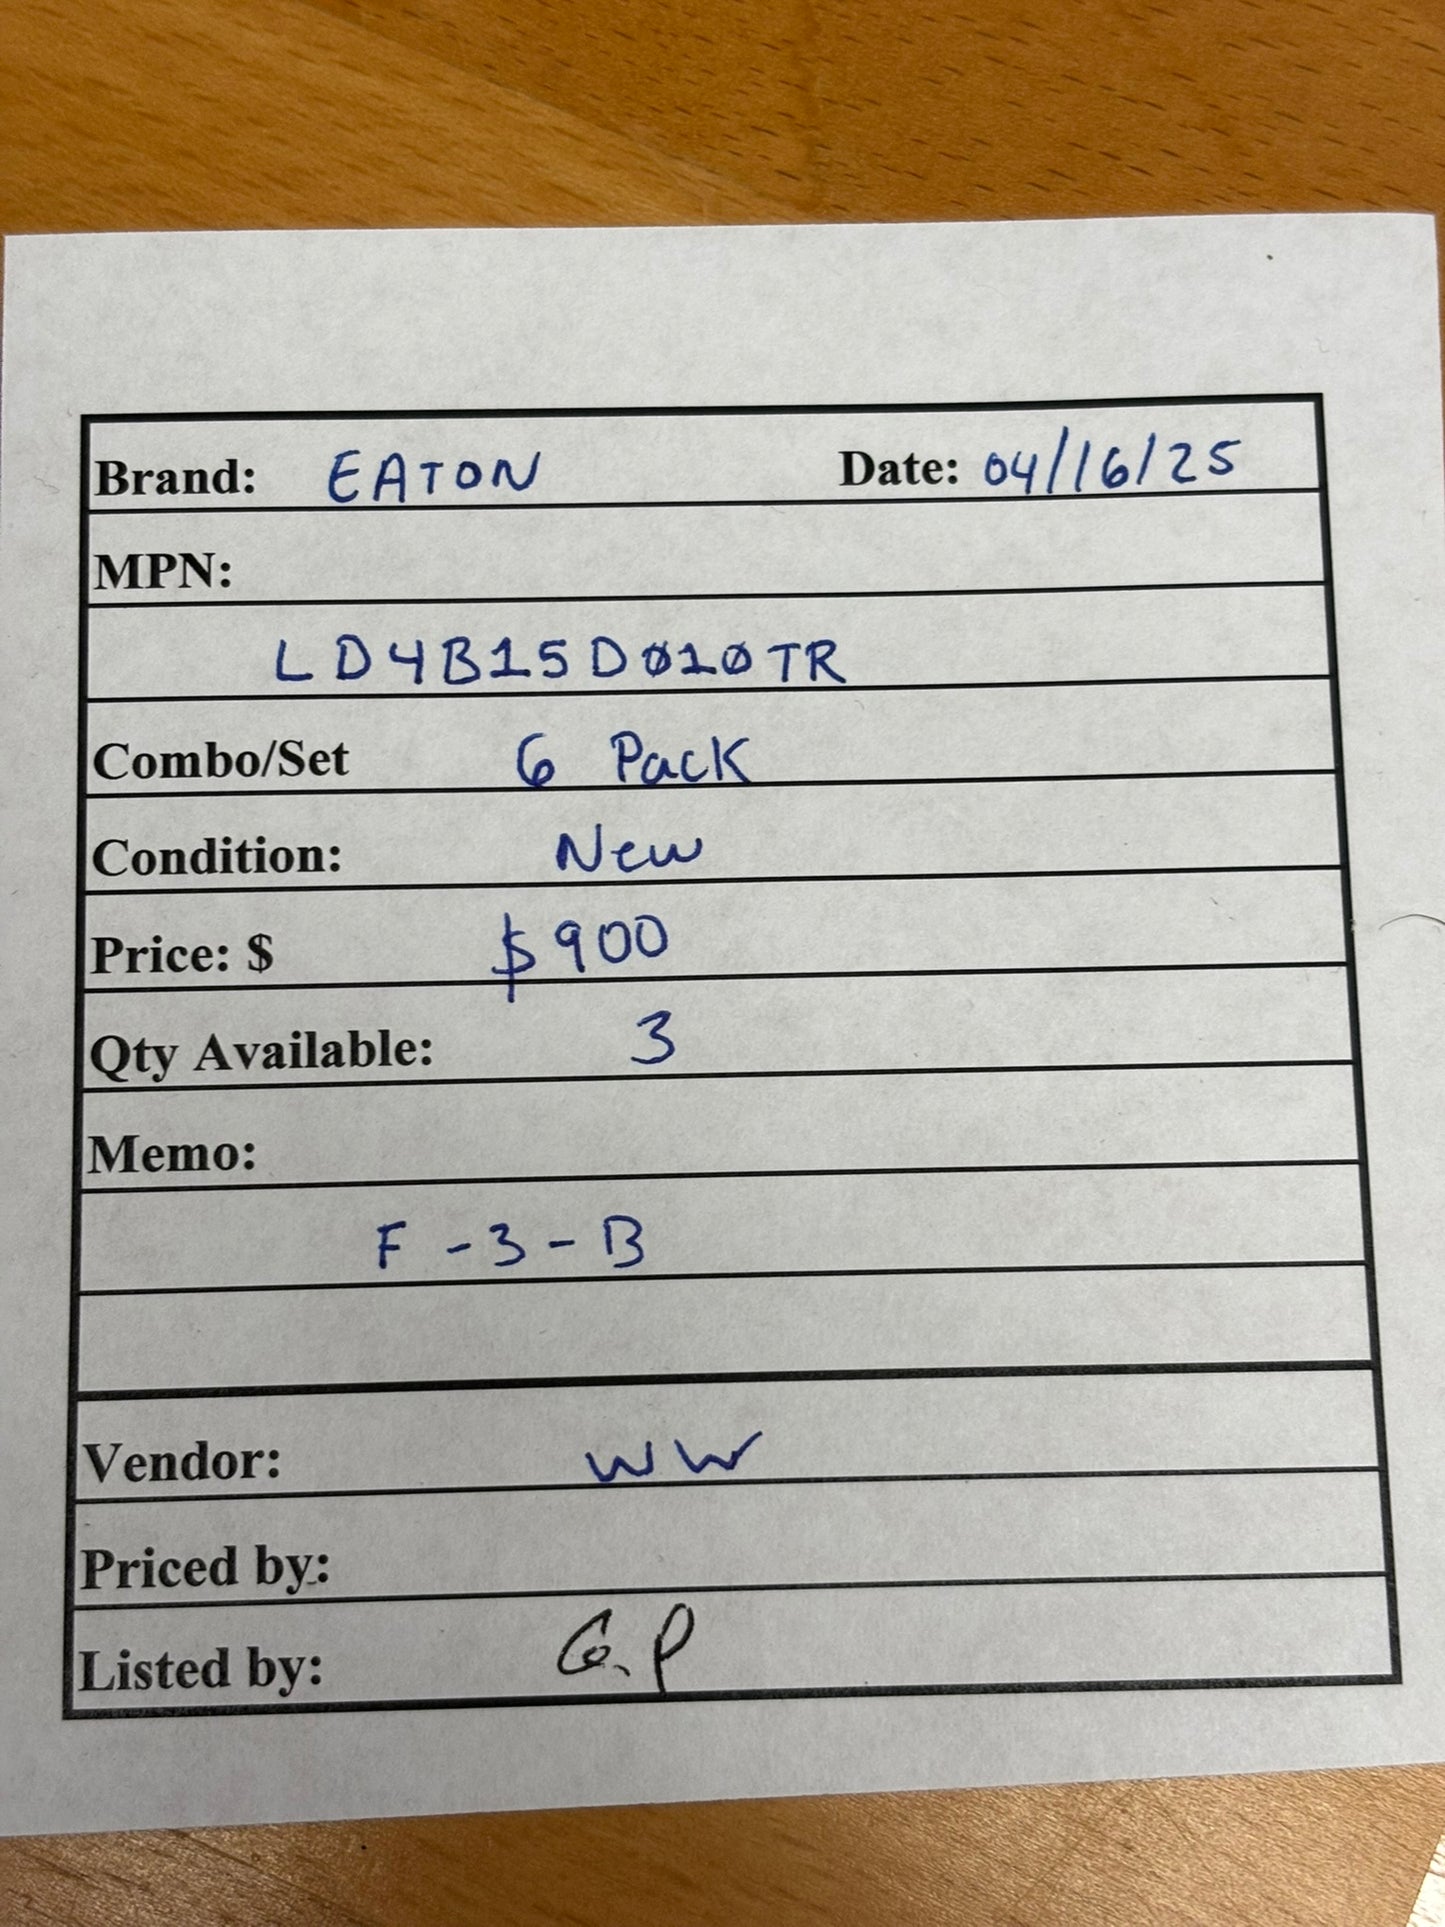 Brand: EATON Date: 04/16/25
MPN:
LD4B15D010TR
Combo/Set 6 Pack
Condition: New
Price: $ $900
Qty Available: 3
Memo:
F-3-B
Vendor: WW
Priced by:
Listed by: G.P